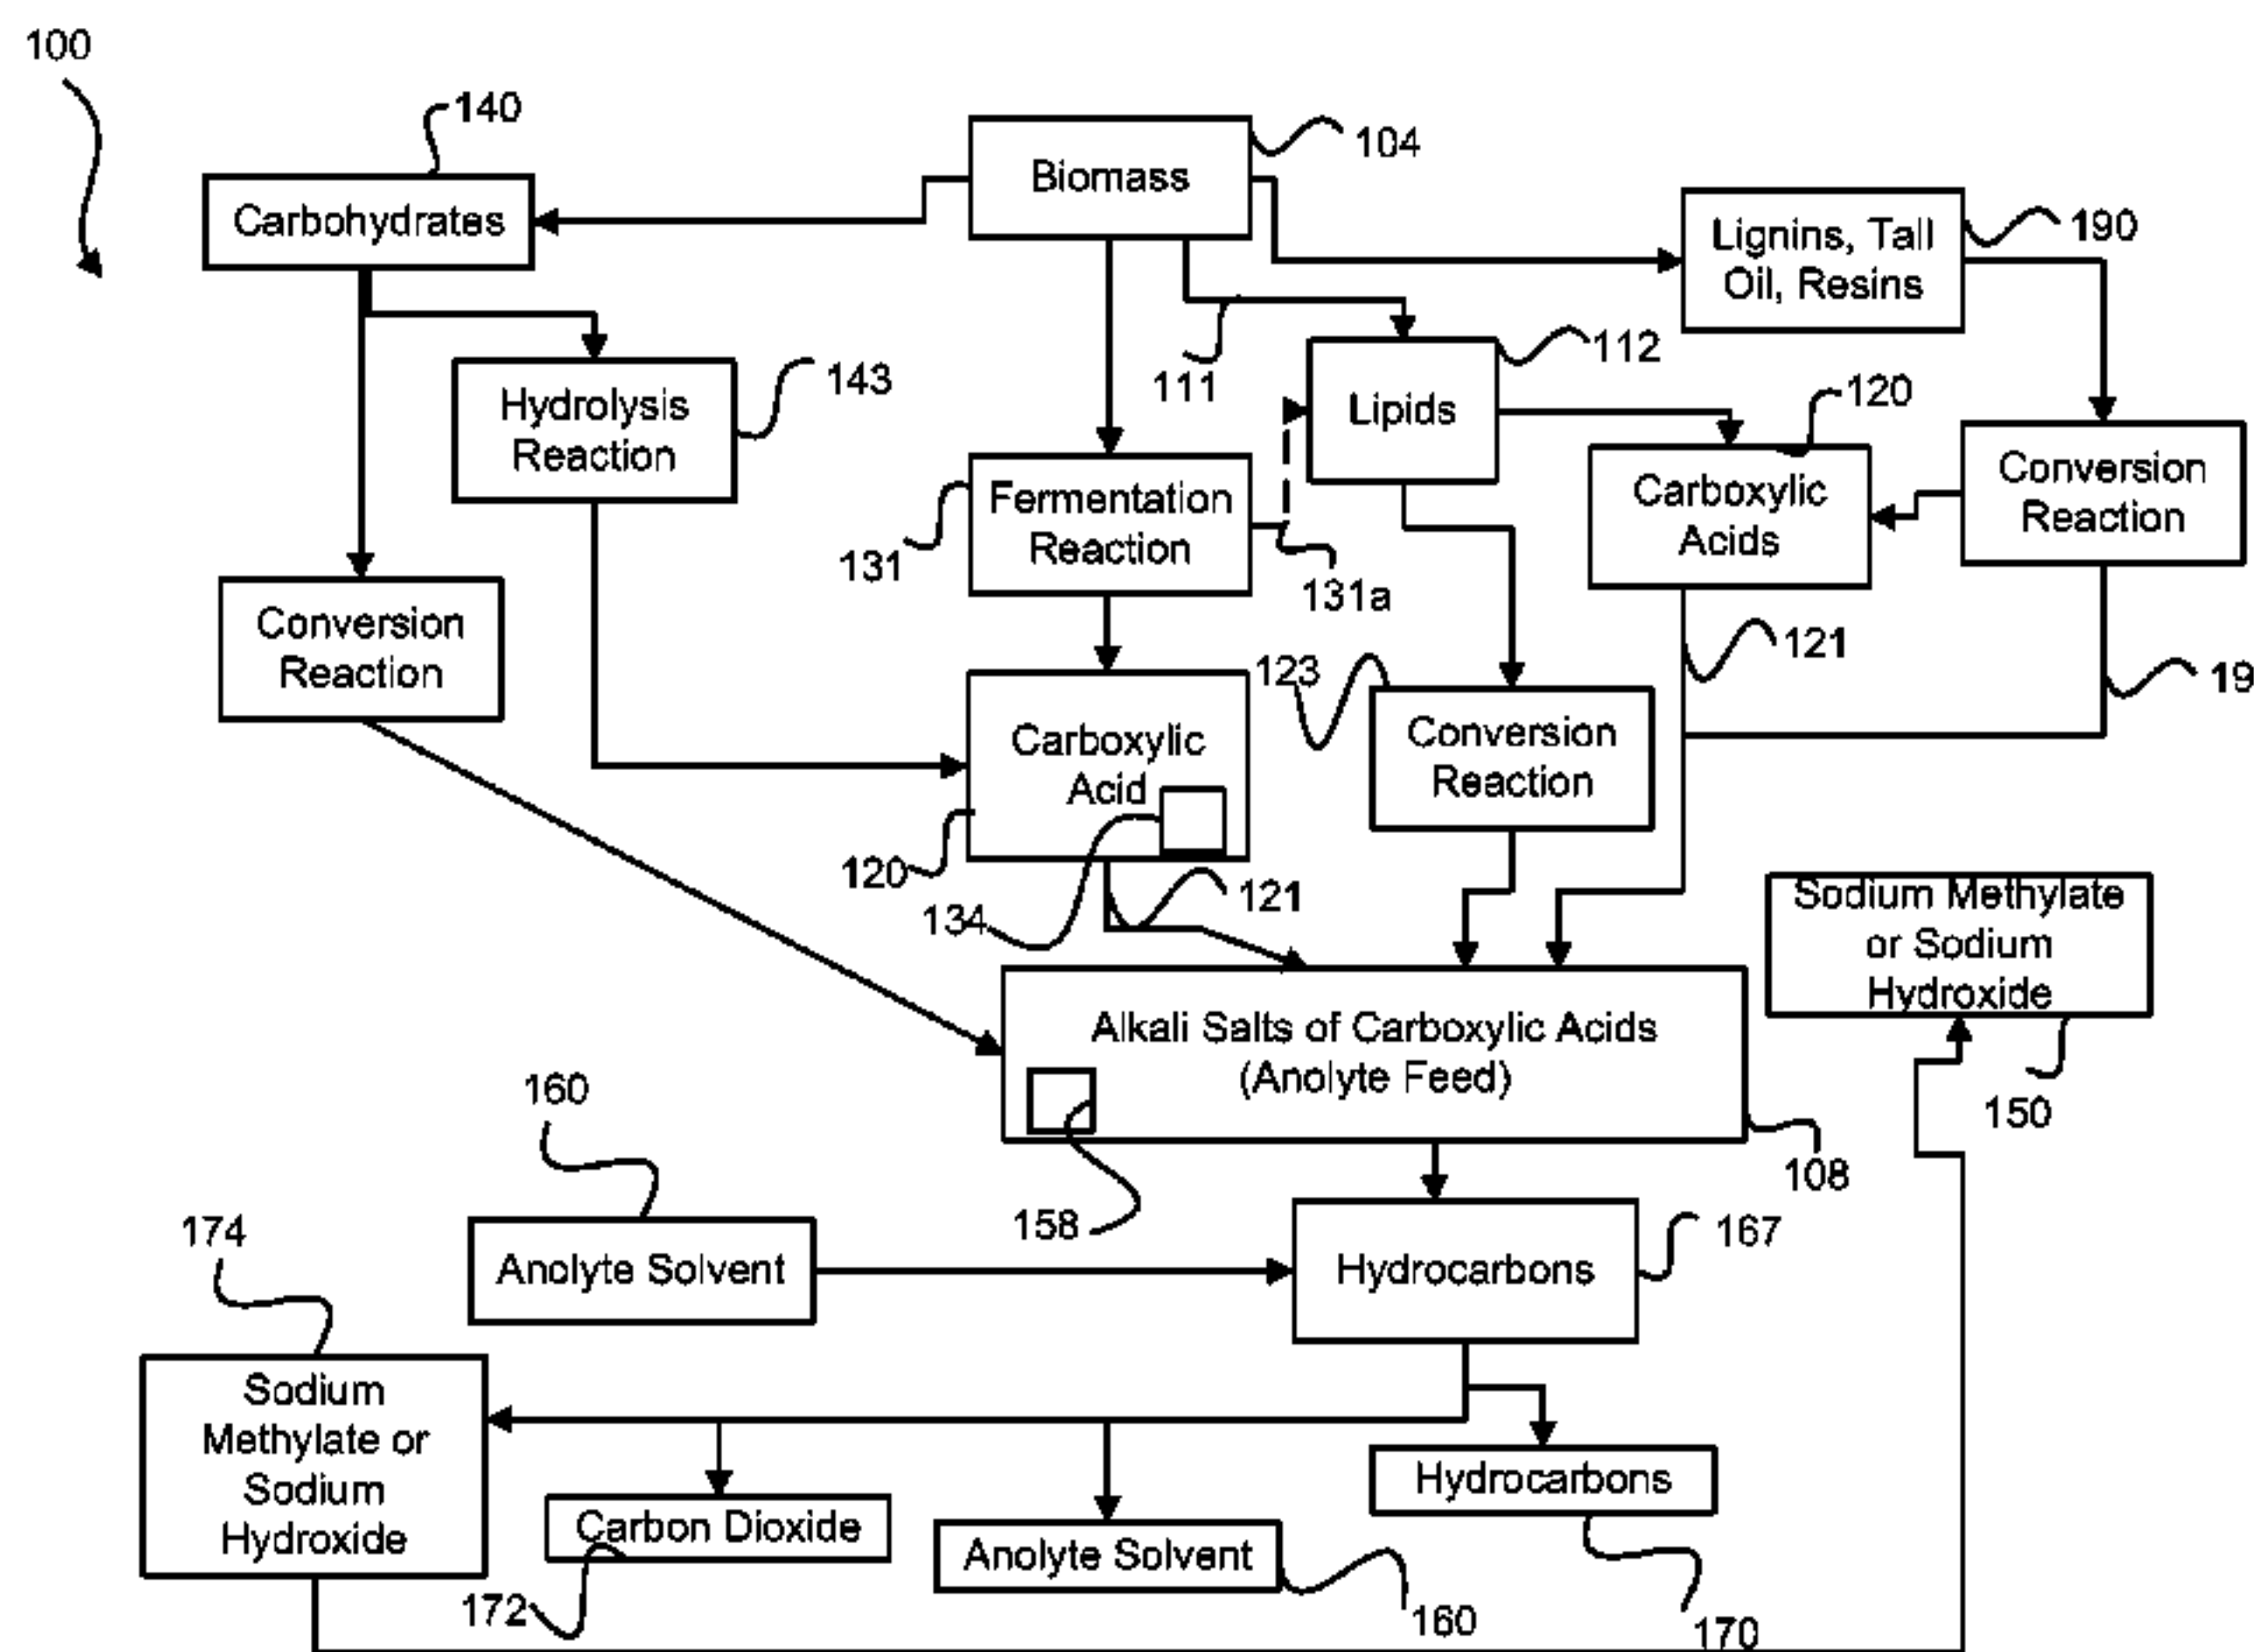 100
140
104
Biomass
Carbohydrates
Lignins, Tall
Oil, Resins
190
143
111
112
Hydrolysis
Reaction
Lipids
120
Fermentation
Reaction
Carboxylic
Acids
Conversion
Reaction
131
131a
Conversion
Reaction
121
19
123
Carboxylic
Acid
Conversion
Reaction
120
134
121
Sodium Methylate
or Sodium
Hydroxide
Alkali Salts of Carboxylic Acids
(Anolyte Feed)
150
160
108
158
174
Anolyte Solvent
Hydrocarbons
167
Sodium
Methylate or
Sodium
Hydroxide
Hydrocarbons
Carbon Dioxide
Anolyte Solvent
172
160
170